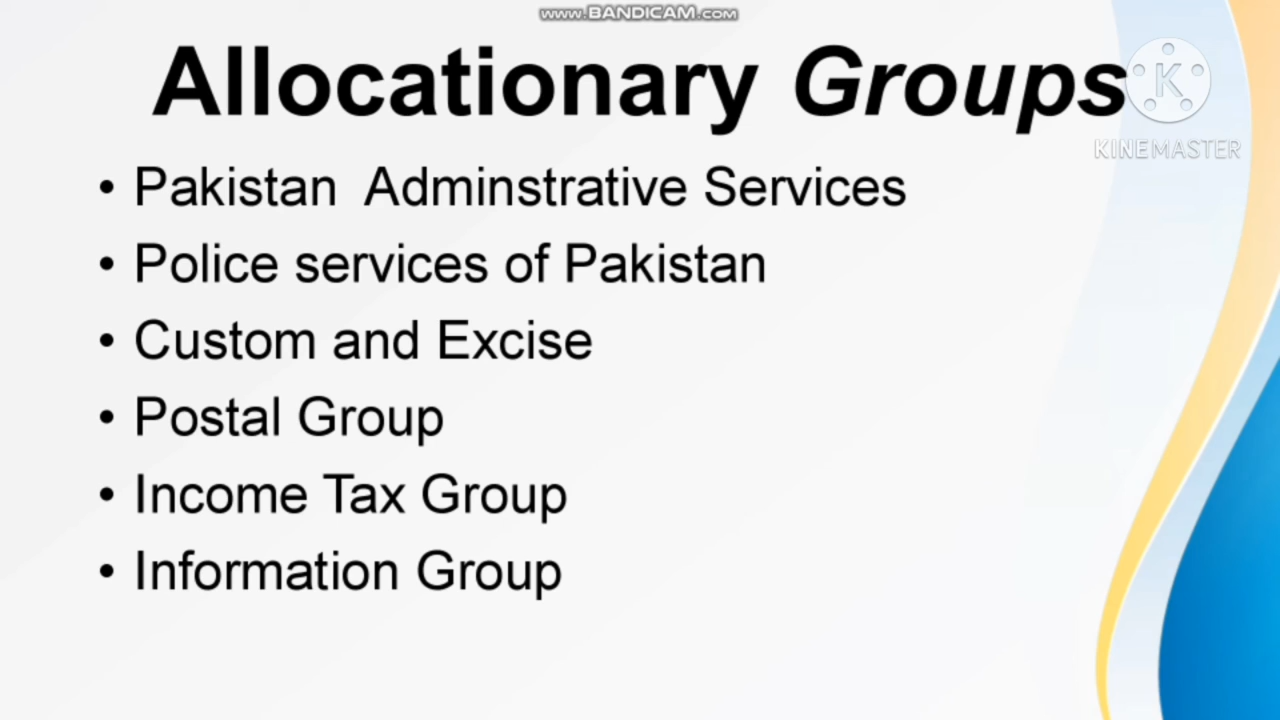 www.BANDICAM.com
Allocationary Groups
K
KINEMASTER
• Pakistan Adminstrative Services
• Police services of Pakistan
• Custom and Excise
• Postal Group
• Income Tax Group
• Information Group